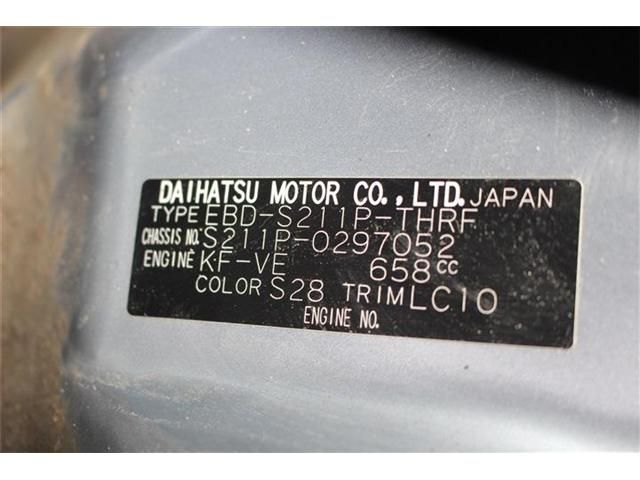 DAIHATSU MOTOR CO., LTD. JAPAN
TYPE EBD-S211P-THRF
CHASSIS NO. S211P-0297052
ENGINE KF-VE 658CC
COLOR S28 TRIM LC10
ENGINE NO.